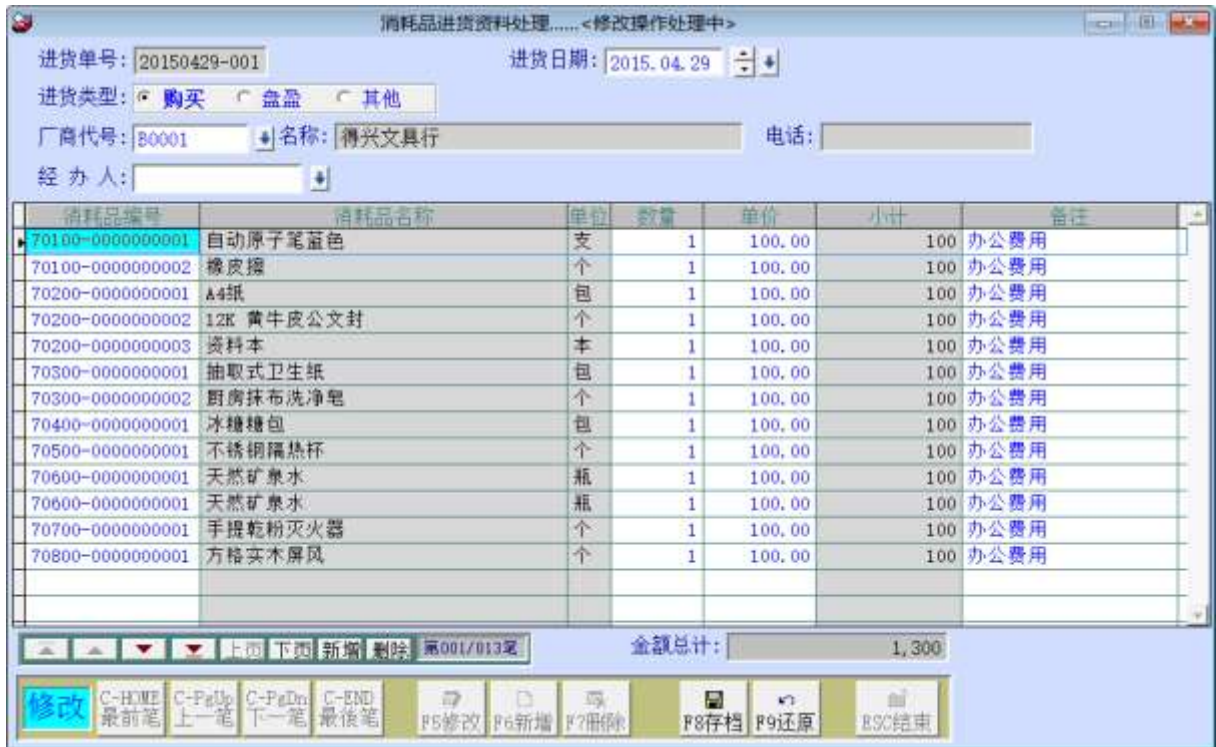 消耗品进货资料处理......<修改操作处理中>
进货单号: 20150429-001 进货日期: 2015.04.29
进货类型: 购买 盘盈 其他
厂商代号: B0001 名称: 得兴文具行 电话:
经 办 人:
消耗品编号 消耗品名称 单位 数量 单价 小计 备注
70100-0000000001 自动原子笔蓝色 支 1 100.00 100 办公费用
70100-0000000002 橡皮擦 个 1 100.00 100 办公费用
70200-0000000001 A4纸 包 1 100.00 100 办公费用
70200-0000000002 12K 黄牛皮公文封 个 1 100.00 100 办公费用
70200-0000000003 资料本 本 1 100.00 100 办公费用
70300-0000000001 抽取式卫生纸 包 1 100.00 100 办公费用
70300-0000000002 厨房抹布洗净皂 个 1 100.00 100 办公费用
70400-0000000001 冰糖糖包 包 1 100.00 100 办公费用
70500-0000000001 不锈钢隔热杯 个 1 100.00 100 办公费用
70600-0000000001 天然矿泉水 瓶 1 100.00 100 办公费用
70600-0000000001 天然矿泉水 瓶 1 100.00 100 办公费用
70700-0000000001 手提乾粉灭火器 个 1 100.00 100 办公费用
70800-0000000001 方格实木屏风 个 1 100.00 100 办公费用
上页 下页 新增 删除 第001/013笔 金额总计: 1,300
修改 C-HOME C-PgUp C-PgDn C-END
最前笔 上一笔 下一笔 最後笔 F5修改 F6新增 F7删除 F8存档 F9还原 ESC结束